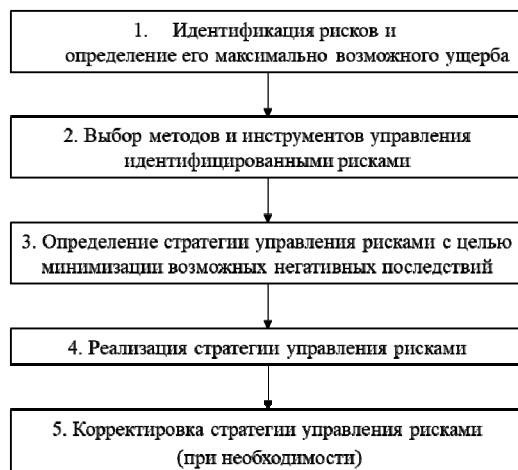 1. Идентификация рисков и
определение его максимально возможного ущерба
2. Выбор методов и инструментов управления
идентифицированными рисками
3. Определение стратегии управления рисками с целью
минимизации возможных негативных последствий
4. Реализация стратегии управления рисками
5. Корректировка стратегии управления рисками
(при необходимости)